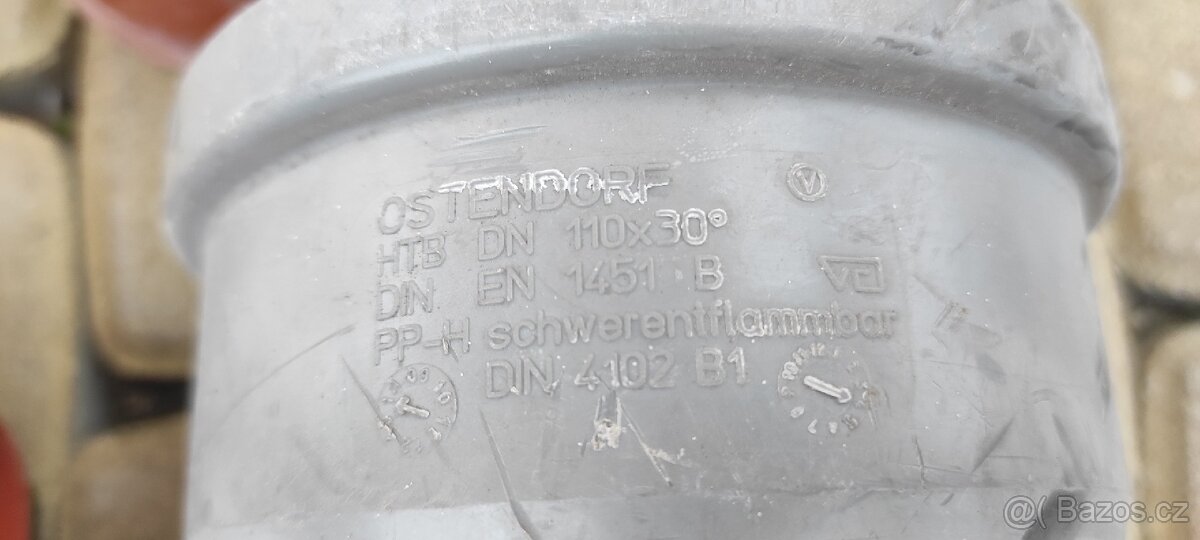 OSTENDORF
HTB DN 110x30°
DIN EN 1451 B
PP-H schwerentflammbar
DIN 4102 B1
V
@( Bazos.cz